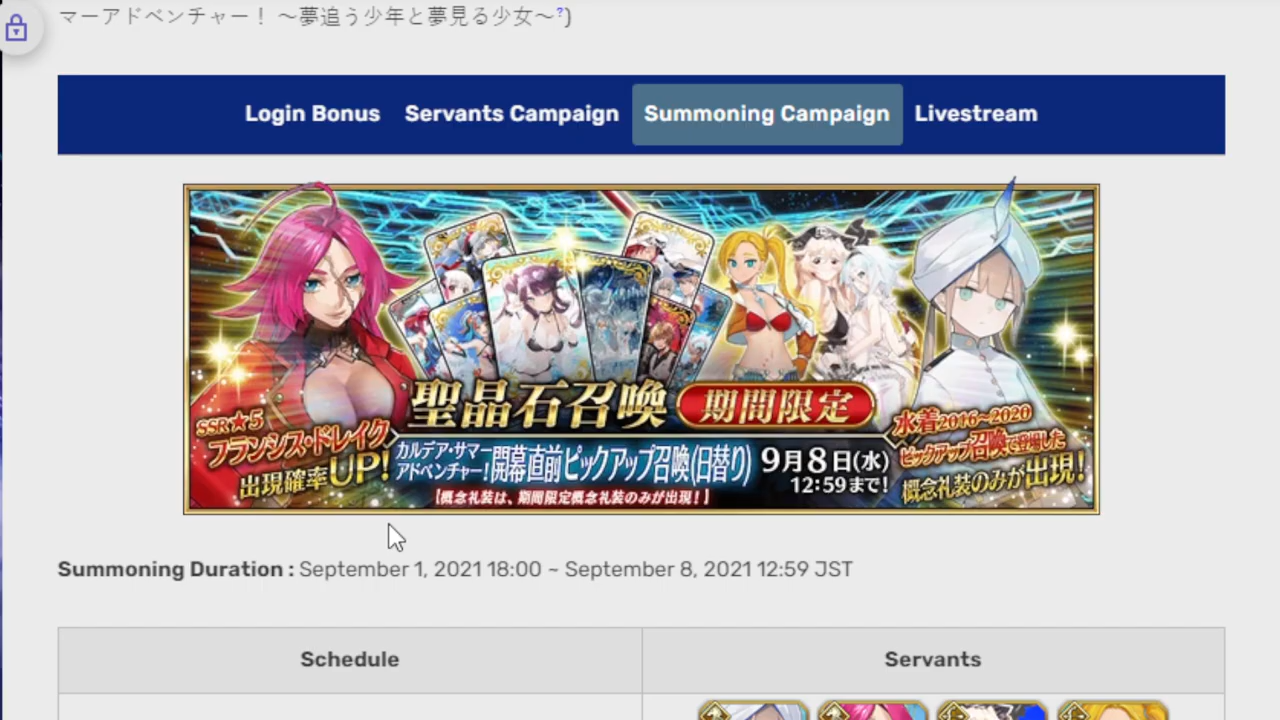 マーアドベンチャー！ ～夢追う少年と夢見る少女～?)
Login Bonus Servants Campaign Summoning Campaign Livestream
SSR★5
フランシス・ドレイク
出現確率UP!
聖晶石召喚 期間限定
カルデア・サマー
アドベンチャー!開幕直前ピックアップ召喚(日替り)
9月8日(水)
12:59まで!
【概念礼装は、期間限定概念礼装のみが出現!】
水着2016～2020
ピックアップ召喚で登場した
概念礼装のみが出現!
Summoning Duration : September 1, 2021 18:00 ~ September 8, 2021 12:59 JST
Schedule Servants